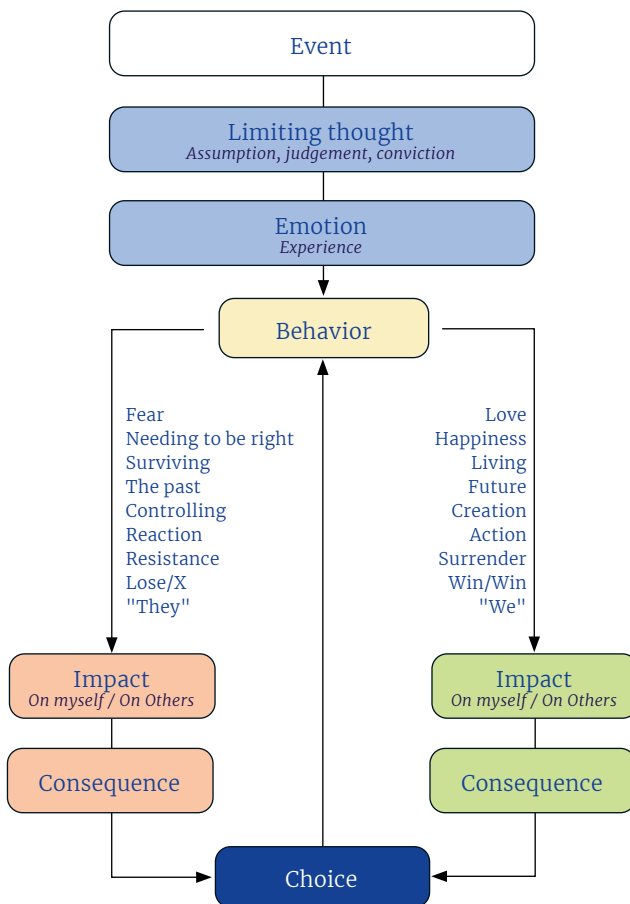 Event
Limiting thought
Assumption, judgement, conviction
Emotion
Experience
Behavior
Fear
Needing to be right
Surviving
The past
Controlling
Reaction
Resistance
Lose/X
"They"
Love
Happiness
Living
Future
Creation
Action
Surrender
Win/Win
"We"
Impact
On myself / On Others
Consequence
Impact
On myself / On Others
Consequence
Choice